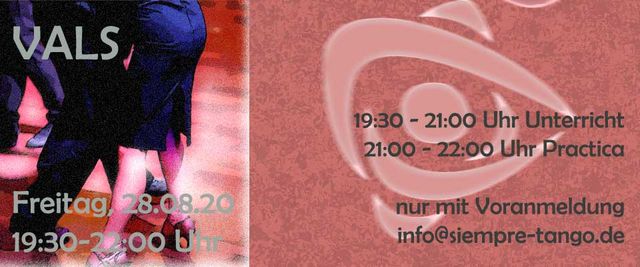 VALS
Freitag, 28.08.20
19:30-22:00 Uhr
19:30 - 21:00 Uhr Unterricht
21:00 - 22:00 Uhr Practica
nur mit Voranmeldung
info@siempre-tango.de